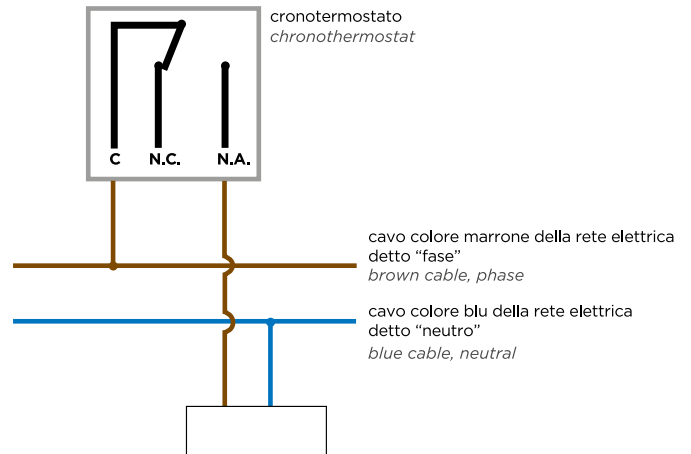 cronotermostato
chronothermostat
C N.C. N.A.
cavo colore marrone della rete elettrica
detto “fase”
brown cable, phase
cavo colore blu della rete elettrica
detto “neutro”
blue cable, neutral